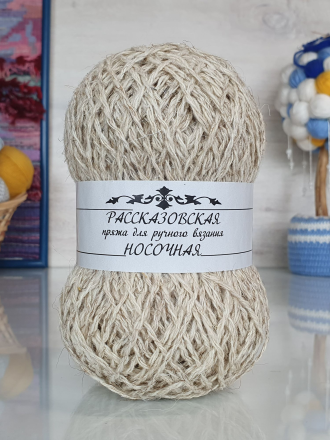 РАССКАЗОВСКАЯ
пряжа для ручного вязания
НОСОЧНАЯ